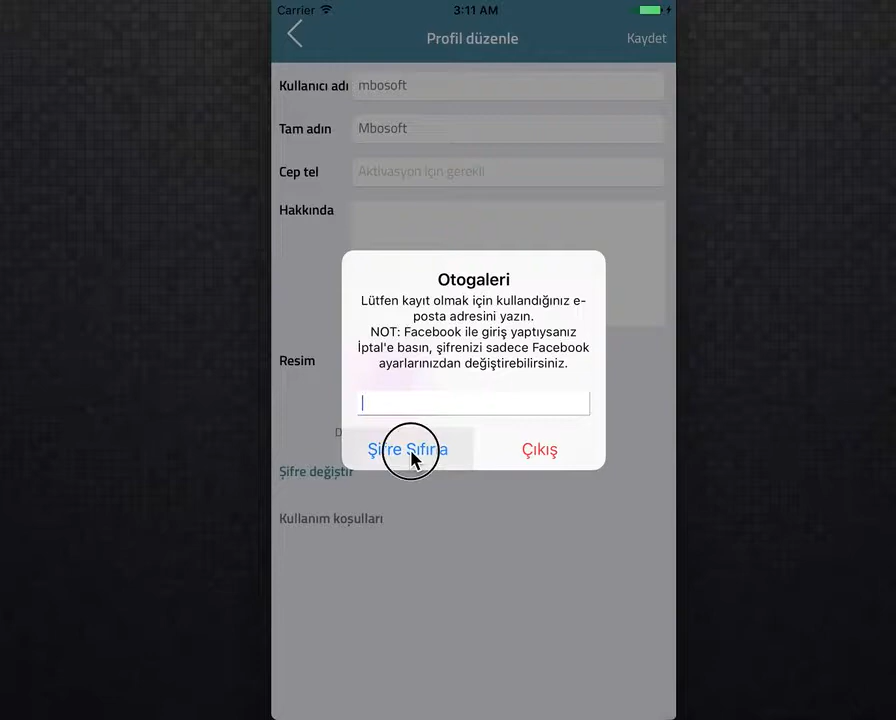 Carrier 3:11 AM
Profil düzenle Kaydet
Kullanıcı adı mbosoft
Tam adın Mbosoft
Cep tel Aktivasyon için gerekli
Hakkında
Otogaleri
Lütfen kayıt olmak için kullandığınız e-
posta adresini yazın.
NOT: Facebook ile giriş yaptıysanız
İptal'e basın, şifrenizi sadece Facebook
ayarlarınızdan değiştirebilirsiniz.
Resim
D
Şifre Sıfırla Çıkış
Şifre değiştir
Kullanım koşulları